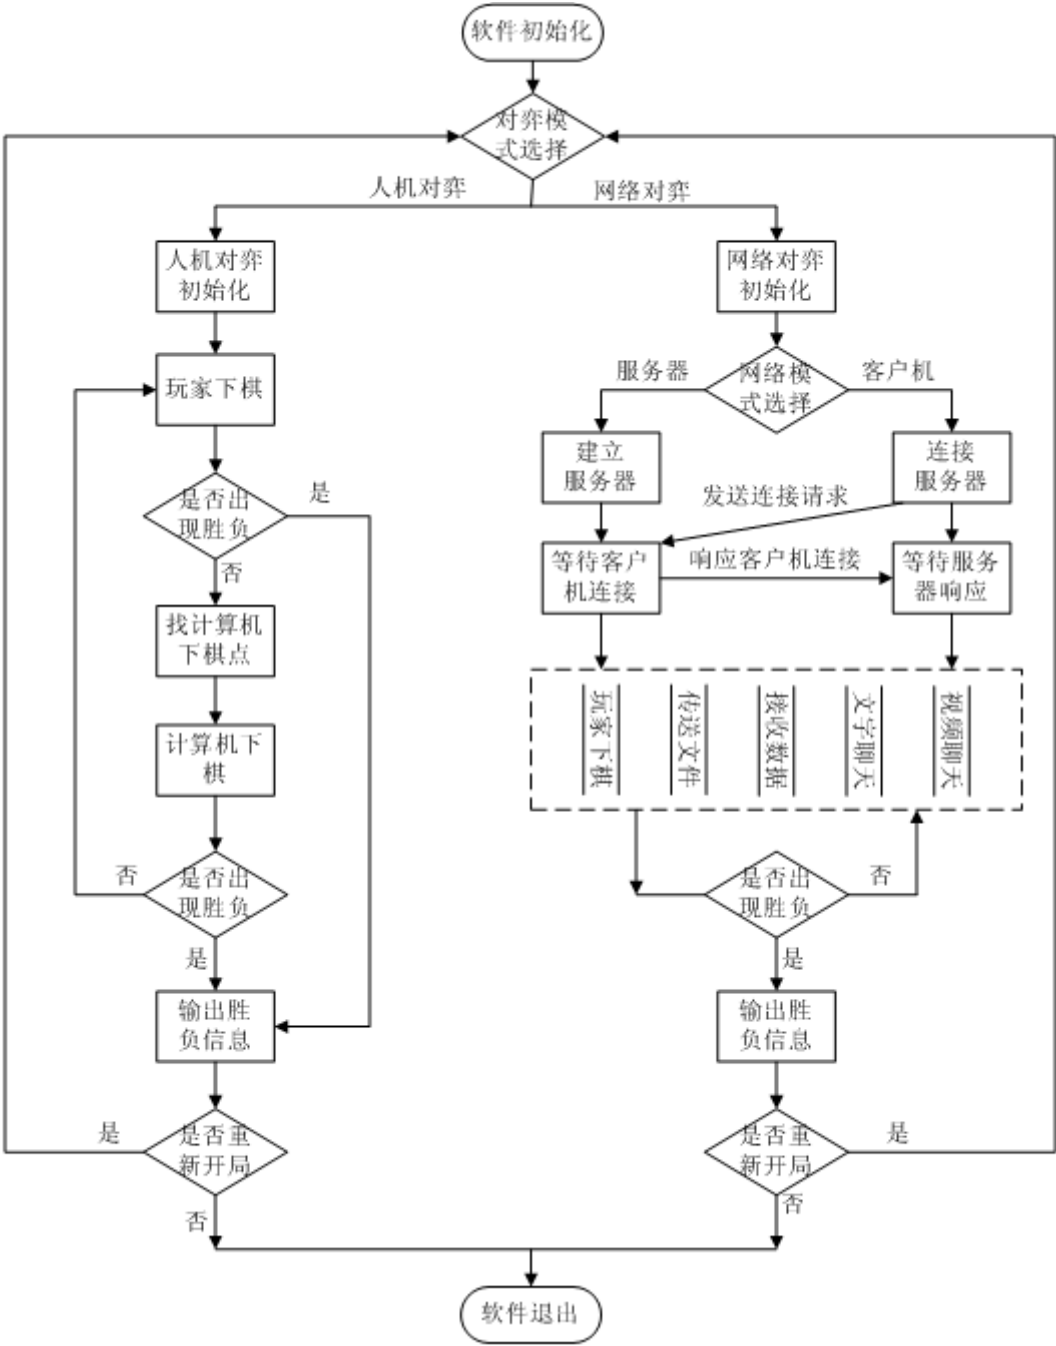 软件初始化
对弈模
式选择
人机对弈
网络对弈
人机对弈
初始化
玩家下棋
是否出
现胜负
是
否
找计算机
下棋点
计算机下
棋
否
是否出
现胜负
是
输出胜
负信息
是
是否重
新开局
否
网络对弈
初始化
服务器
网络模
式选择
客户机
建立
服务器
连接
服务器
发送连接请求
等待客户
机连接
响应客户机连接
等待服务
器响应
玩家下棋
传送文件
接收数据
文字聊天
视频聊天
是否出
现胜负
否
是
输出胜
负信息
是否重
新开局
是
否
软件退出